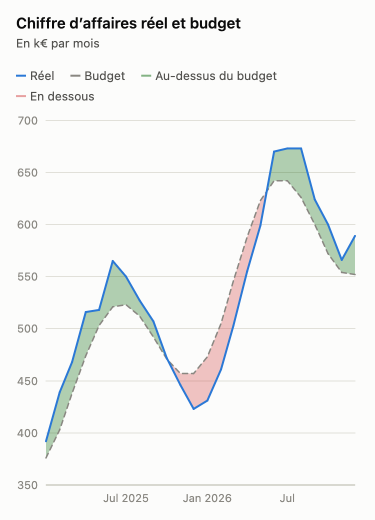 Chiffre d’affaires réel et budget
En k€ par mois
Réel Budget Au-dessus du budget
En dessous
700
650
600
550
500
450
400
350
Jul 2025 Jan 2026 Jul